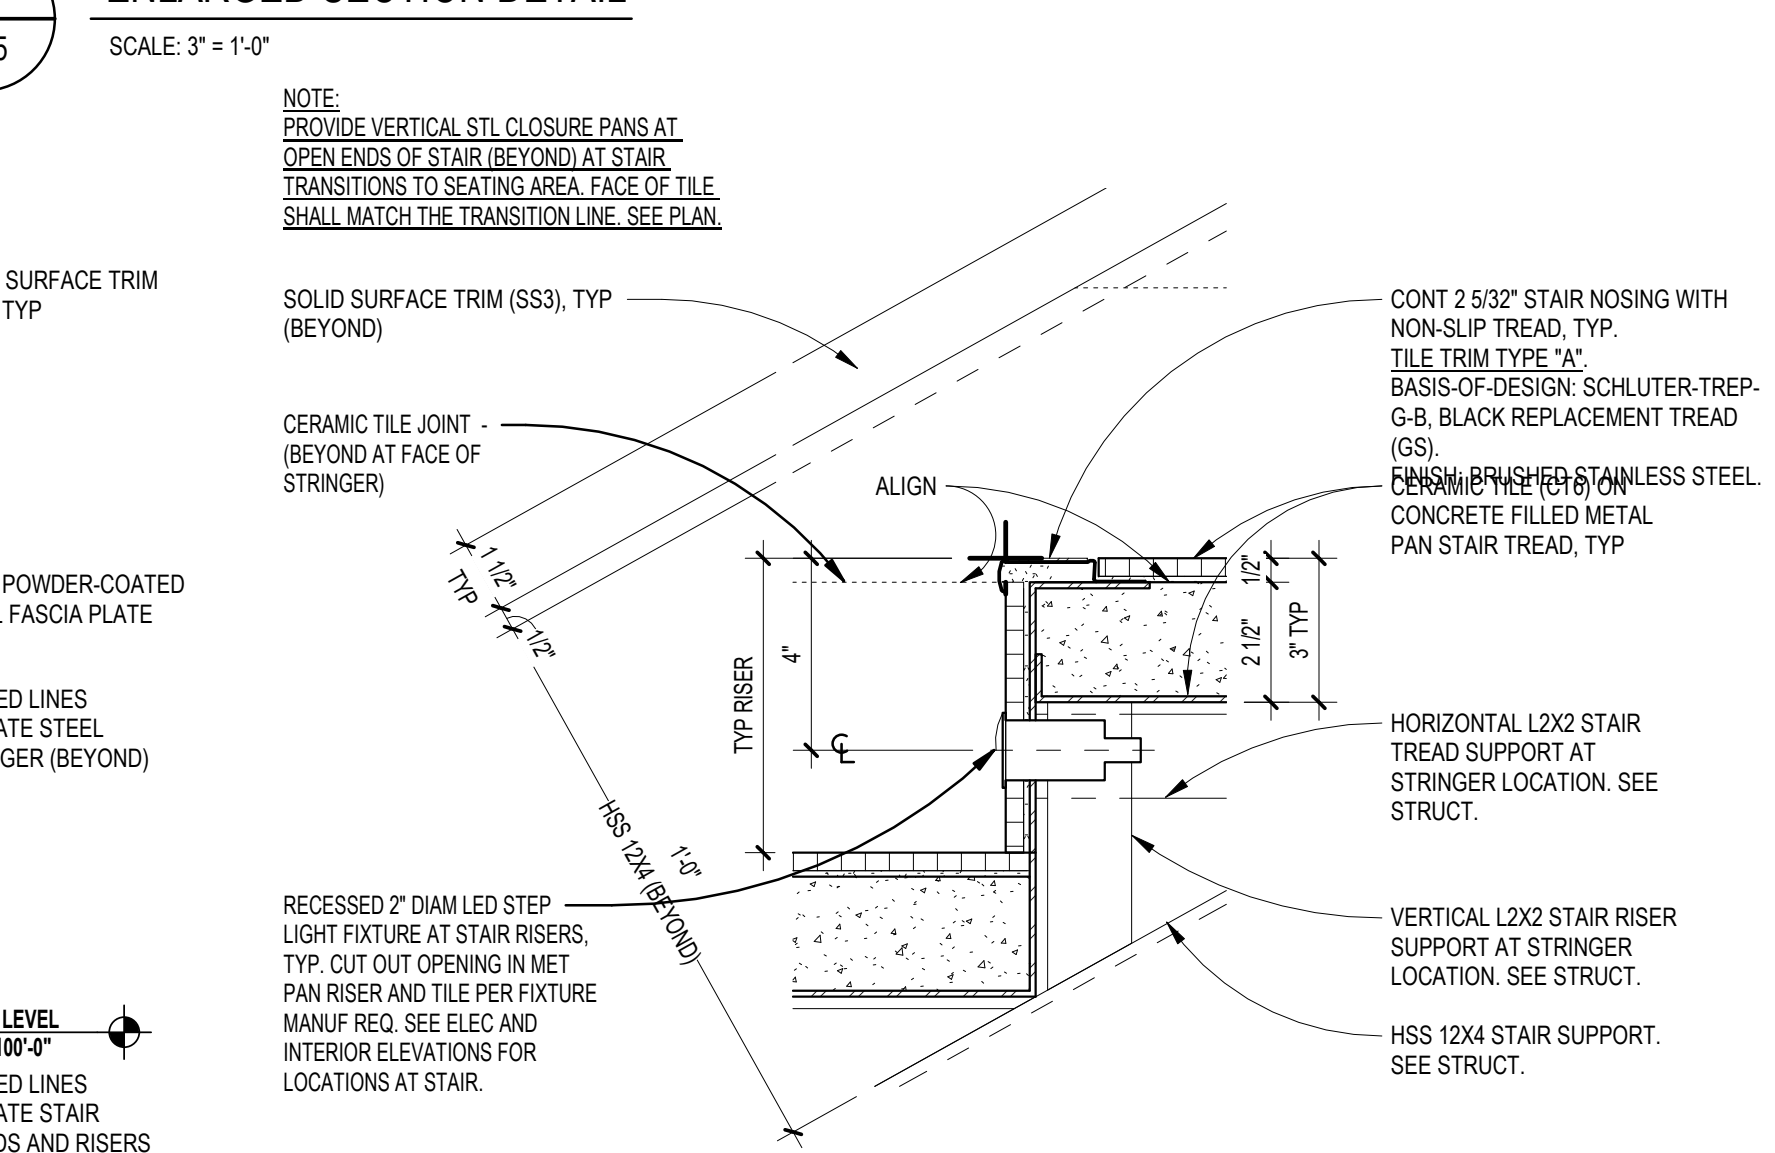 5
SCALE: 3" = 1'-0"
NOTE:
PROVIDE VERTICAL STL CLOSURE PANS AT
OPEN ENDS OF STAIR (BEYOND) AT STAIR
TRANSITIONS TO SEATING AREA. FACE OF TILE
SHALL MATCH THE TRANSITION LINE. SEE PLAN.
SURFACE TRIM
TYP
SOLID SURFACE TRIM (SS3), TYP
(BEYOND)
CERAMIC TILE JOINT -
(BEYOND AT FACE OF
STRINGER)
ALIGN
CONT 2 5/32" STAIR NOSING WITH
NON-SLIP TREAD, TYP.
TILE TRIM TYPE "A".
BASIS-OF-DESIGN: SCHLUTER-TREP-
G-B, BLACK REPLACEMENT TREAD
(GS).
FINISH: BRUSHED STAINLESS STEEL.
CERAMIC TILE (CT6) ON
CONCRETE FILLED METAL
PAN STAIR TREAD, TYP
1 1/2"
TYP
1/2"
POWDER-COATED
FASCIA PLATE
TYP RISER
4"
1/2"
2 1/2"
3" TYP
ED LINES
ATE STEEL
GER (BEYOND)
CL
HORIZONTAL L2X2 STAIR
TREAD SUPPORT AT
STRINGER LOCATION. SEE
STRUCT.
1'-0"
HSS 12X4 (BEYOND)
RECESSED 2" DIAM LED STEP
LIGHT FIXTURE AT STAIR RISERS,
TYP. CUT OUT OPENING IN MET
PAN RISER AND TILE PER FIXTURE
MANUF REQ. SEE ELEC AND
INTERIOR ELEVATIONS FOR
LOCATIONS AT STAIR.
VERTICAL L2X2 STAIR RISER
SUPPORT AT STRINGER
LOCATION. SEE STRUCT.
HSS 12X4 STAIR SUPPORT.
SEE STRUCT.
LEVEL
100'-0"
ED LINES
ATE STAIR
DS AND RISERS